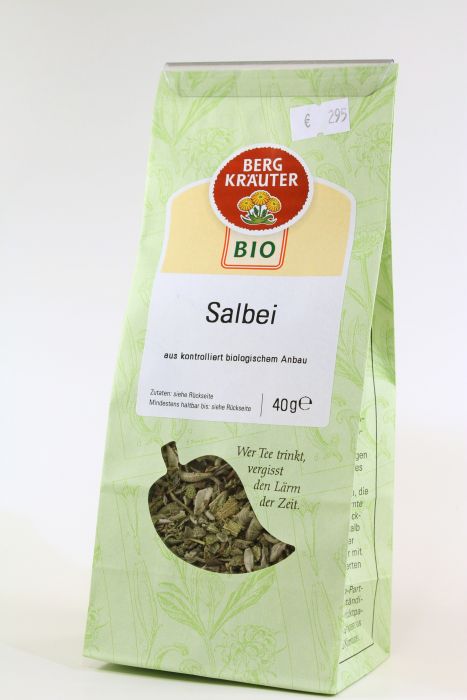 € 295
BERG
KRÄUTER
BIO
Salbei
aus kontrolliert biologischem Anbau
Zutaten: siehe Rückseite
Mindestens haltbar bis: siehe Rückseite
40g℮
Wer Tee trinkt,
vergisst
den Lärm
der Zeit.